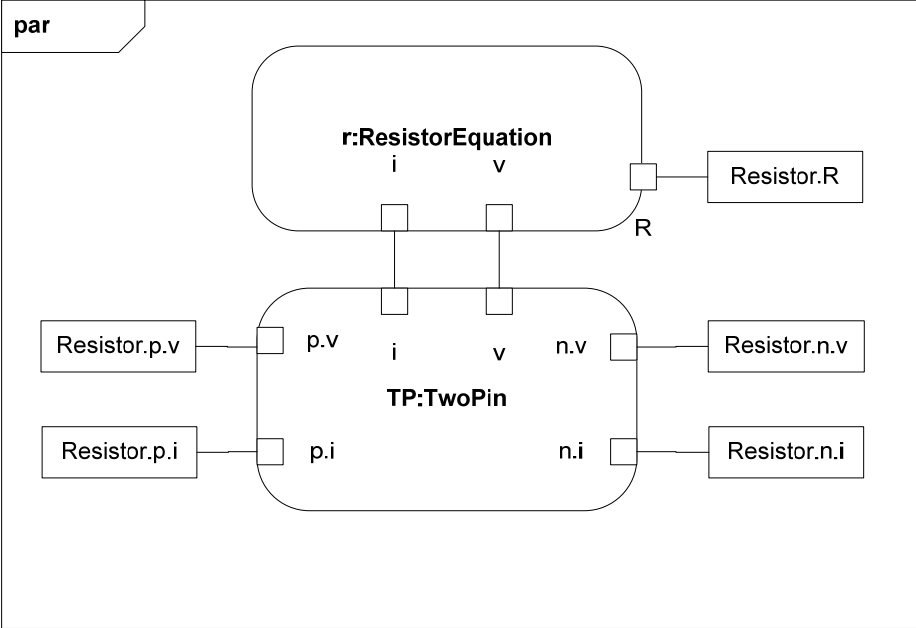 par
r:ResistorEquation
i v
Resistor.R
R
Resistor.p.v
p.v
i v
n.v
Resistor.n.v
TP:TwoPin
Resistor.p.i
p.i
n.i
Resistor.n.i